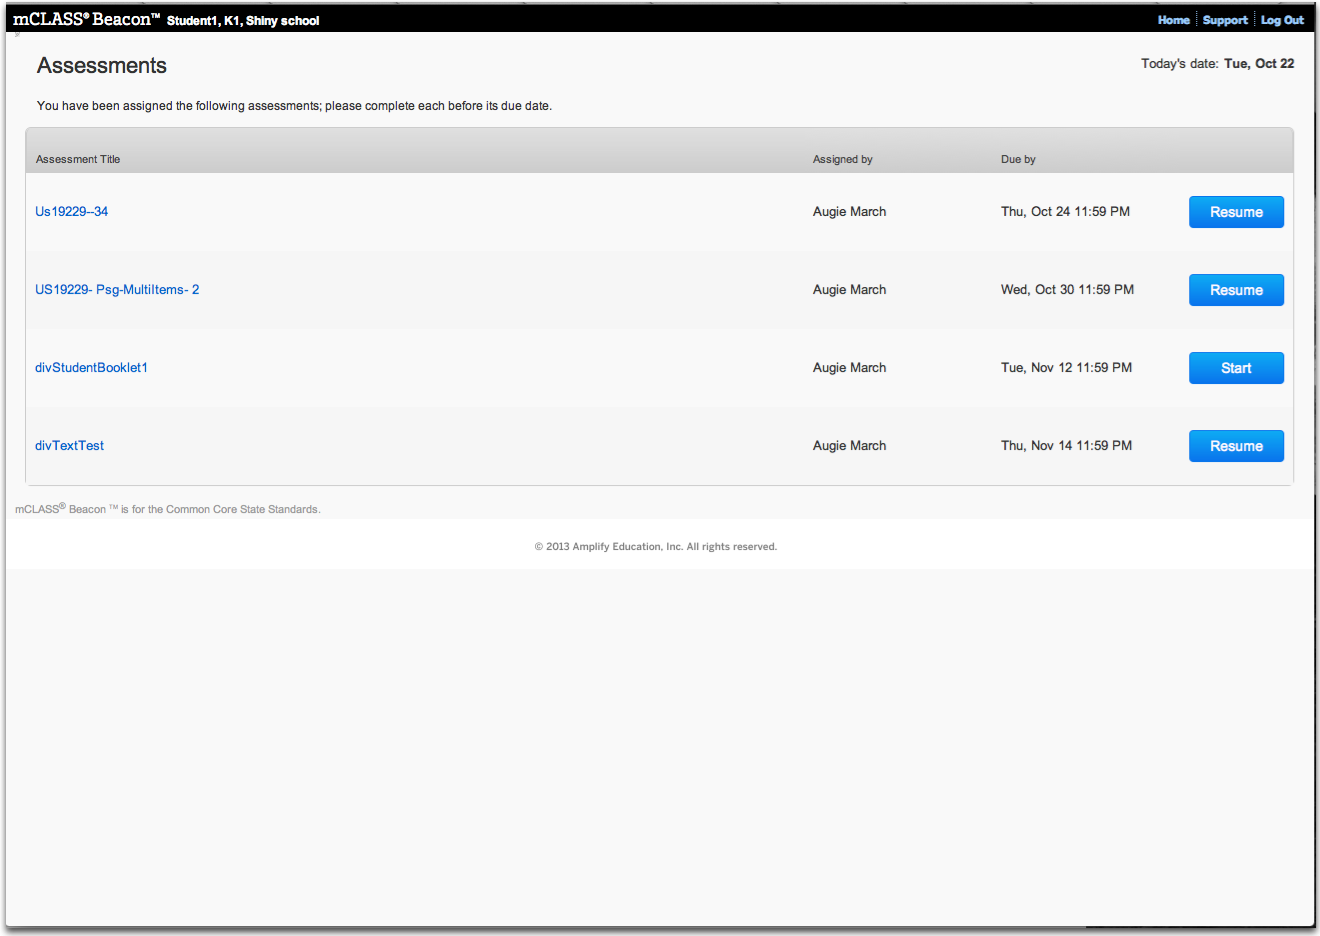 mCLASS® Beacon™ Student1, K1, Shiny school Home Support Log Out
Assessments Today's date: Tue, Oct 22
You have been assigned the following assessments; please complete each before its due date.
Assessment Title Assigned by Due by
Us19229--34 Augie March Thu, Oct 24 11:59 PM Resume
US19229- Psg-MultiItems- 2 Augie March Wed, Oct 30 11:59 PM Resume
divStudentBooklet1 Augie March Tue, Nov 12 11:59 PM Start
divTextTest Augie March Thu, Nov 14 11:59 PM Resume
mCLASS® Beacon ™ is for the Common Core State Standards.
© 2013 Amplify Education, Inc. All rights reserved.